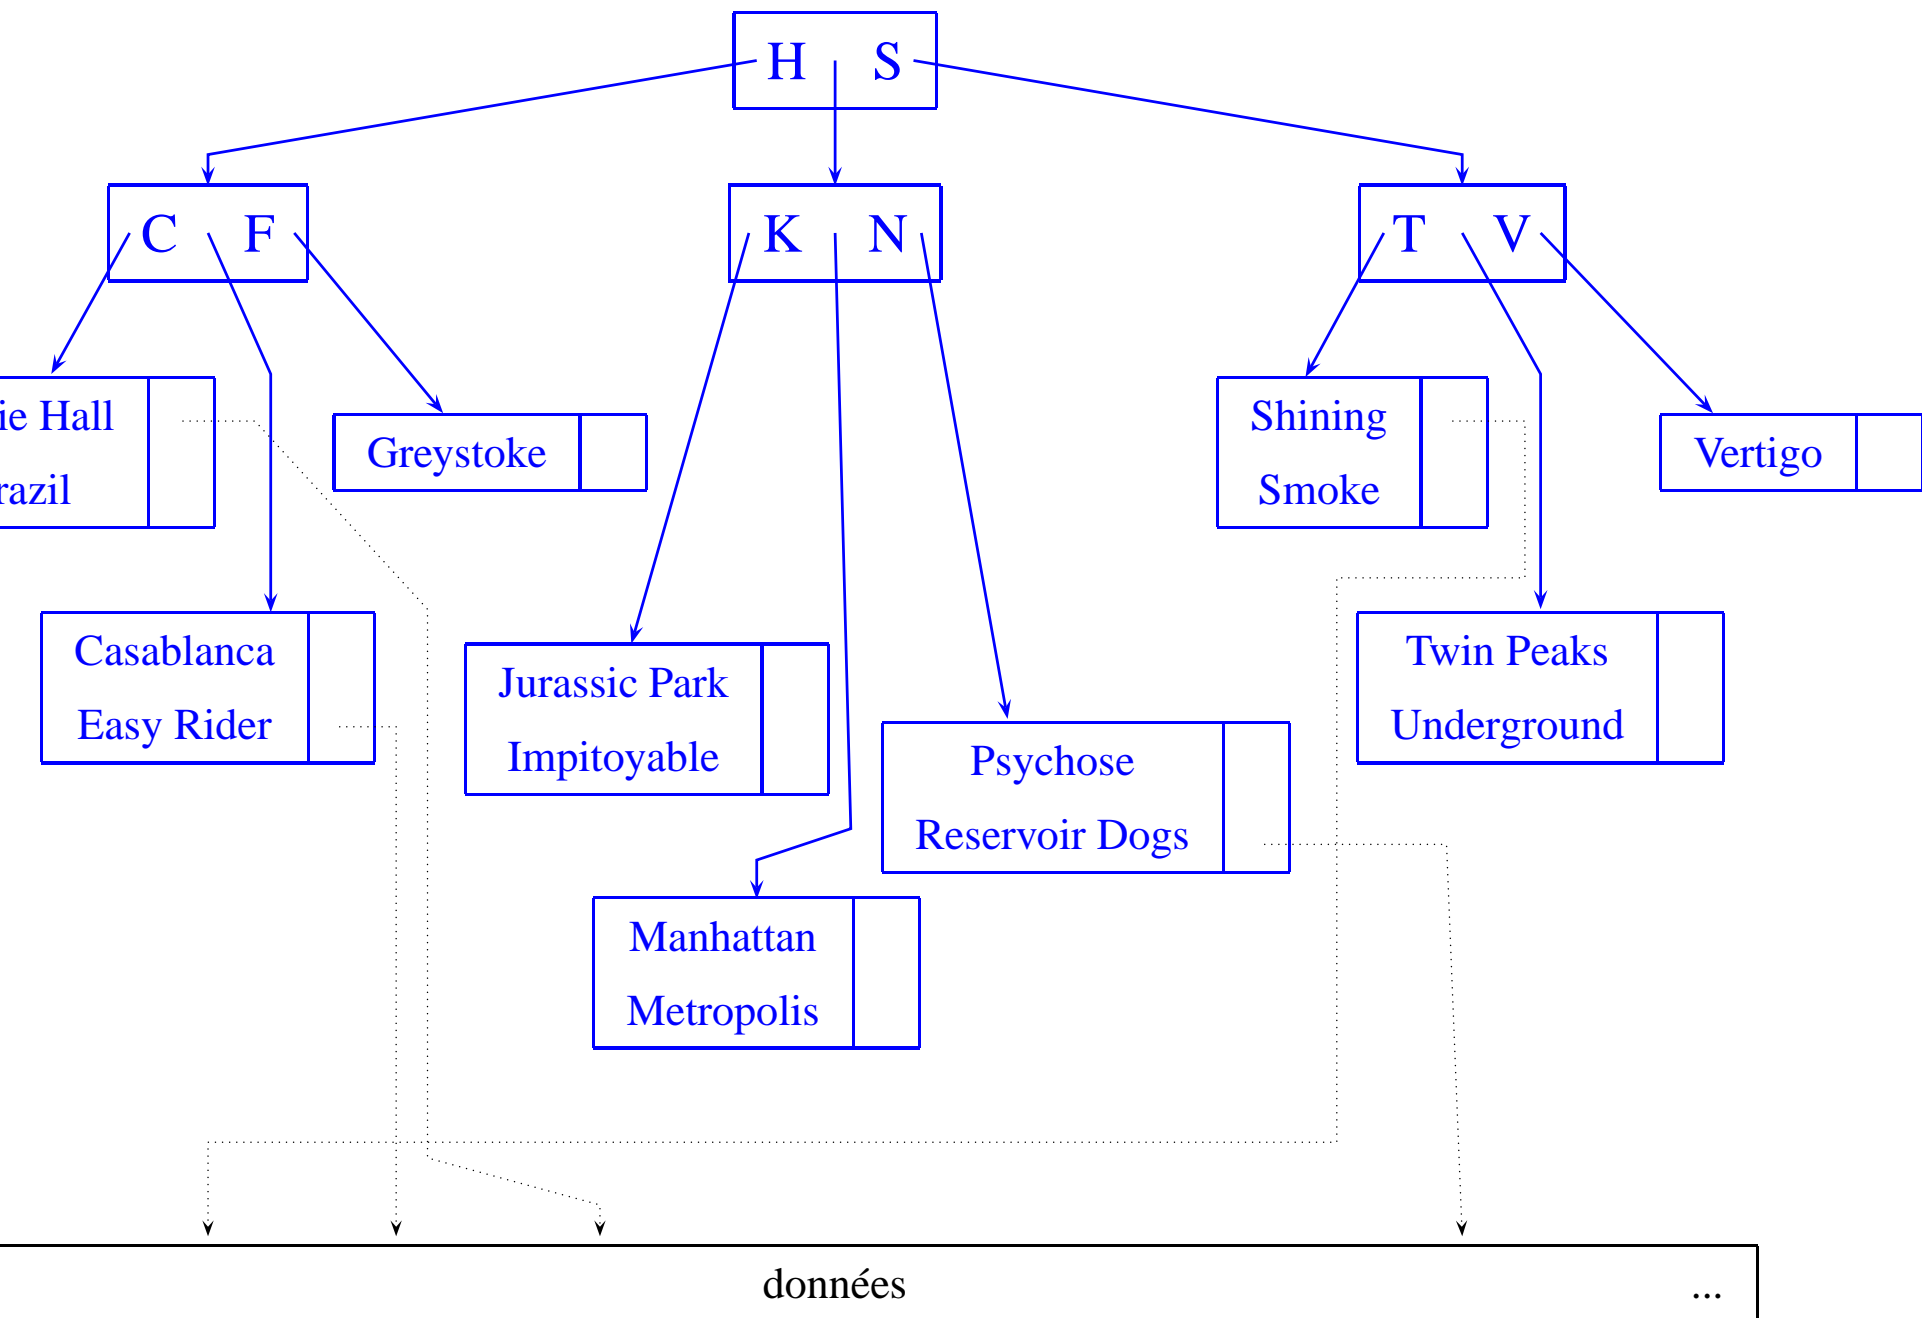 H S
C F
K N
T V
ie Hall
razil
Greystoke
Shining
Smoke
Vertigo
Casablanca
Easy Rider
Jurassic Park
Impitoyable
Psychose
Reservoir Dogs
Twin Peaks
Underground
Manhattan
Metropolis
données ...